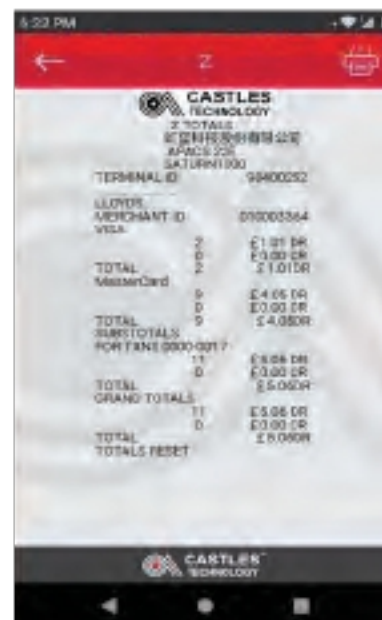 5:22 PM
Z
CASTLES
TECHNOLOGY
Z TOTALS
APACS
SATURN1000
TERMINAL ID
LLOYDS
MERCHANT ID
VISA
2 £1.01 DR
0 £0.00 CR
TOTAL 2 £1.01DR
MasterCard
9 £4.05 DR
0 £0.00 CR
TOTAL 9 £4.05DR
SUBSTOTALS
11 £5.06 DR
0 £0.00 CR
TOTAL £5.06DR
GRAND TOTALS
11 £5.06 DR
0 £0.00 CR
TOTAL £5.06DR
TOTALS RESET
CASTLES
TECHNOLOGY